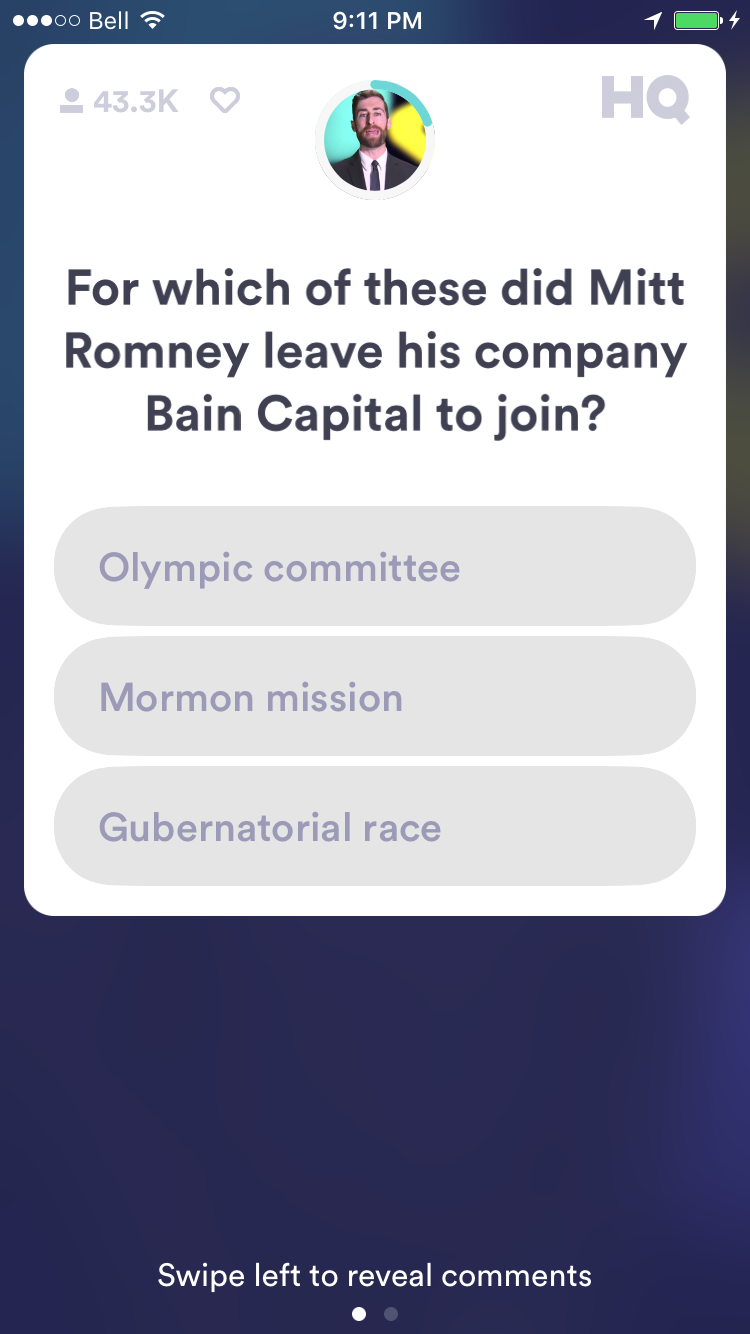 Bell 9:11 PM
43.3K HQ
For which of these did Mitt
Romney leave his company
Bain Capital to join?
Olympic committee
Mormon mission
Gubernatorial race
Swipe left to reveal comments